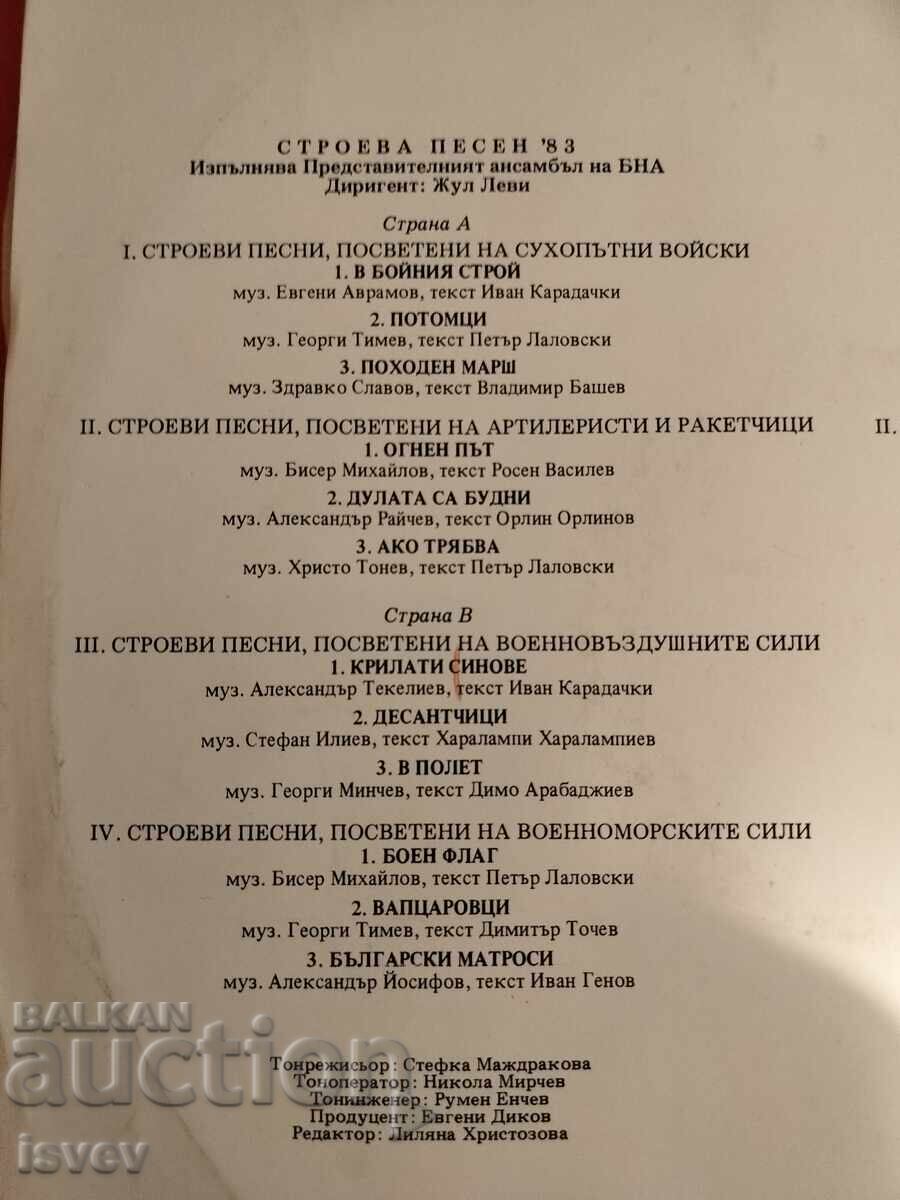 СТРОЕВА ПЕСЕН '83
Изпълнява Представителният ансамбъл на БНА
Диригент: Жул Леви
Страна А
I. СТРОЕВИ ПЕСНИ, ПОСВЕТЕНИ НА СУХОПЪТНИ ВОЙСКИ
1. В БОЙНИЯ СТРОЙ
муз. Евгени Аврамов, текст Иван Карадачки
2. ПОТОМЦИ
муз. Георги Тимев, текст Петър Лаловски
3. ПОХОДЕН МАРШ
муз. Здравко Славов, текст Владимир Башев
II. СТРОЕВИ ПЕСНИ, ПОСВЕТЕНИ НА АРТИЛЕРИСТИ И РАКЕТЧИЦИ
II.
1. ОГНЕН ПЪТ
муз. Бисер Михайлов, текст Росен Василев
2. ДУЛАТА СА БУДНИ
муз. Александър Райчев, текст Орлин Орлинов
3. АКО ТРЯБВА
муз. Христо Тонев, текст Петър Лаловски
Страна В
III. СТРОЕВИ ПЕСНИ, ПОСВЕТЕНИ НА ВОЕННОВЪЗДУШНИТЕ СИЛИ
1. КРИЛАТИ СИНОВЕ
муз. Александър Текелиев, текст Иван Карадачки
2. ДЕСАНТЧИЦИ
муз. Стефан Илиев, текст Харалампи Харалампиев
3. В ПОЛЕТ
муз. Георги Минчев, текст Димо Арабаджиев
IV. СТРОЕВИ ПЕСНИ, ПОСВЕТЕНИ НА ВОЕННОМОРСКИТЕ СИЛИ
1. БОЕН ФЛАГ
муз. Бисер Михайлов, текст Петър Лаловски
2. ВАПЦАРОВЦИ
муз. Георги Тимев, текст Димитър Точев
3. БЪЛГАРСКИ МАТРОСИ
муз. Александър Йосифов, текст Иван Генов
Тонрежисьор: Стефка Маждракова
Тоноператор: Никола Мирчев
Тонинженер: Румен Енчев
Продуцент: Евгени Диков
Редактор: Лиляна Христозова
BALKAN
auction
isvev